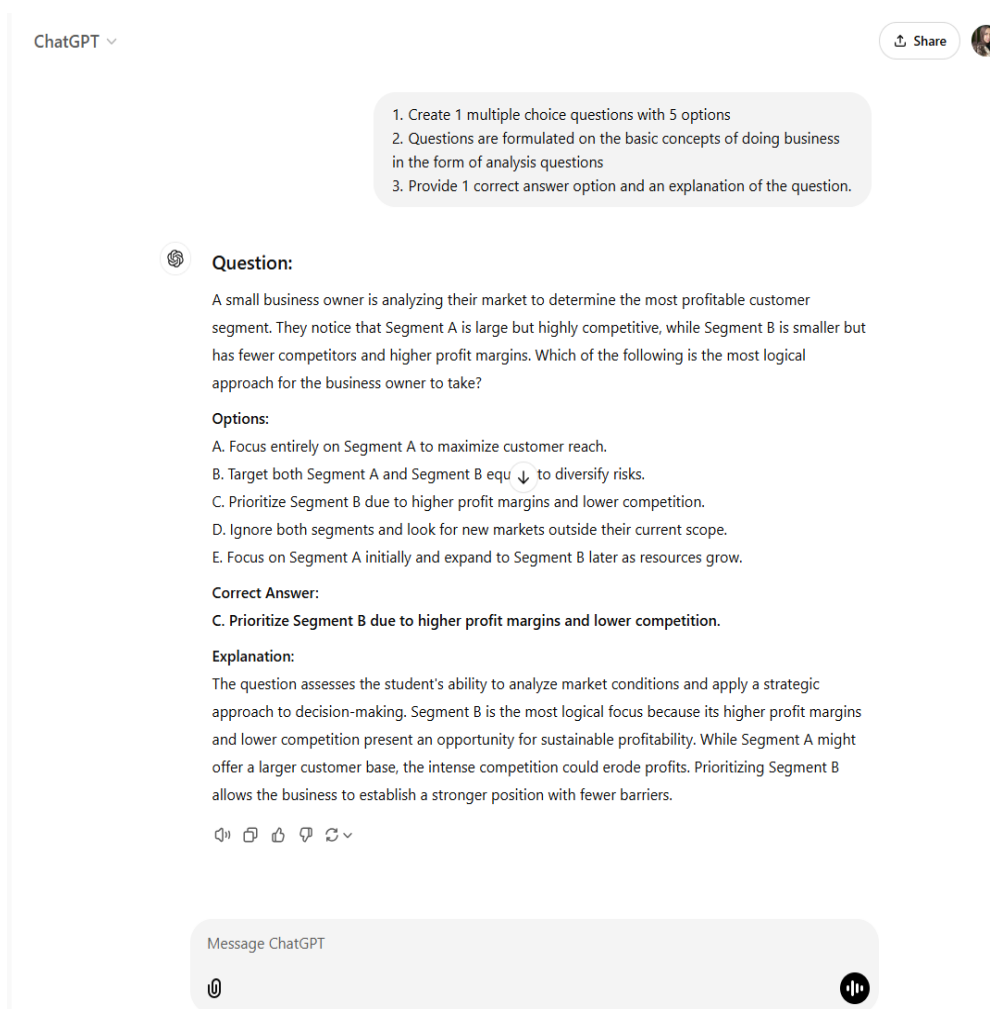 ChatGPT
Share
1. Create 1 multiple choice questions with 5 options
2. Questions are formulated on the basic concepts of doing business
in the form of analysis questions
3. Provide 1 correct answer option and an explanation of the question.
Question:
A small business owner is analyzing their market to determine the most profitable customer
segment. They notice that Segment A is large but highly competitive, while Segment B is smaller but
has fewer competitors and higher profit margins. Which of the following is the most logical
approach for the business owner to take?
Options:
A. Focus entirely on Segment A to maximize customer reach.
B. Target both Segment A and Segment B equ to diversify risks.
C. Prioritize Segment B due to higher profit margins and lower competition.
D. Ignore both segments and look for new markets outside their current scope.
E. Focus on Segment A initially and expand to Segment B later as resources grow.
Correct Answer:
C. Prioritize Segment B due to higher profit margins and lower competition.
Explanation:
The question assesses the student's ability to analyze market conditions and apply a strategic
approach to decision-making. Segment B is the most logical focus because its higher profit margins
and lower competition present an opportunity for sustainable profitability. While Segment A might
offer a larger customer base, the intense competition could erode profits. Prioritizing Segment B
allows the business to establish a stronger position with fewer barriers.
Message ChatGPT